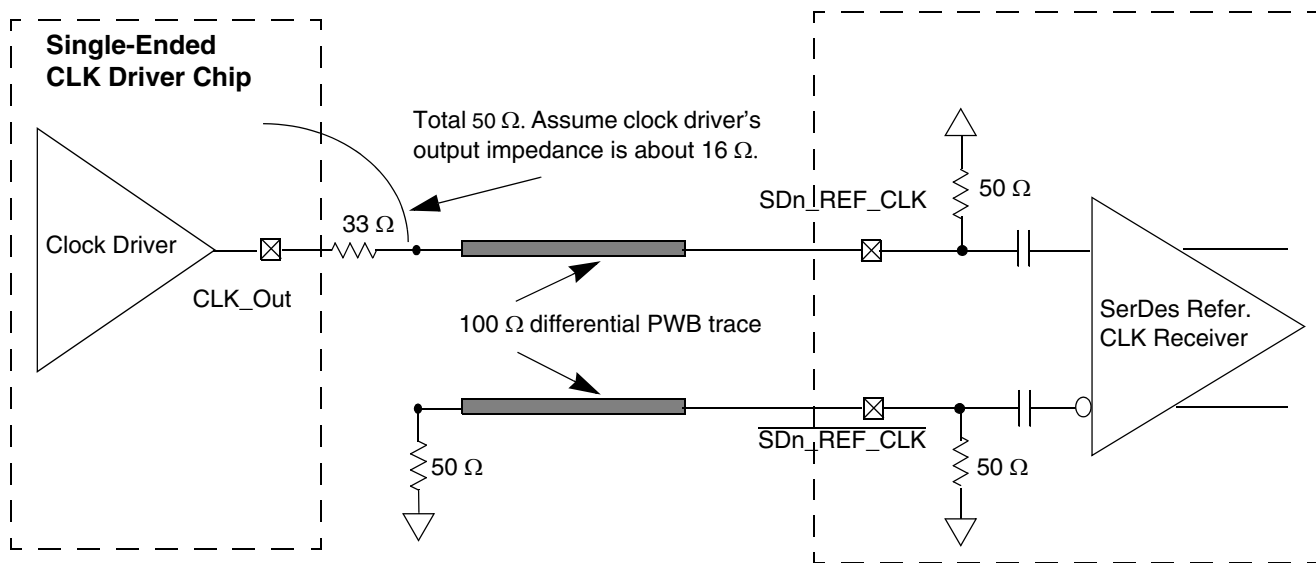 Single-Ended
CLK Driver Chip
Total 50 Ω. Assume clock driver's
output impedance is about 16 Ω.
SDn_REF_CLK
50 Ω
33 Ω
Clock Driver
CLK_Out
100 Ω differential PWB trace
SerDes Refer.
CLK Receiver
SDn_REF_CLK
50 Ω
50 Ω